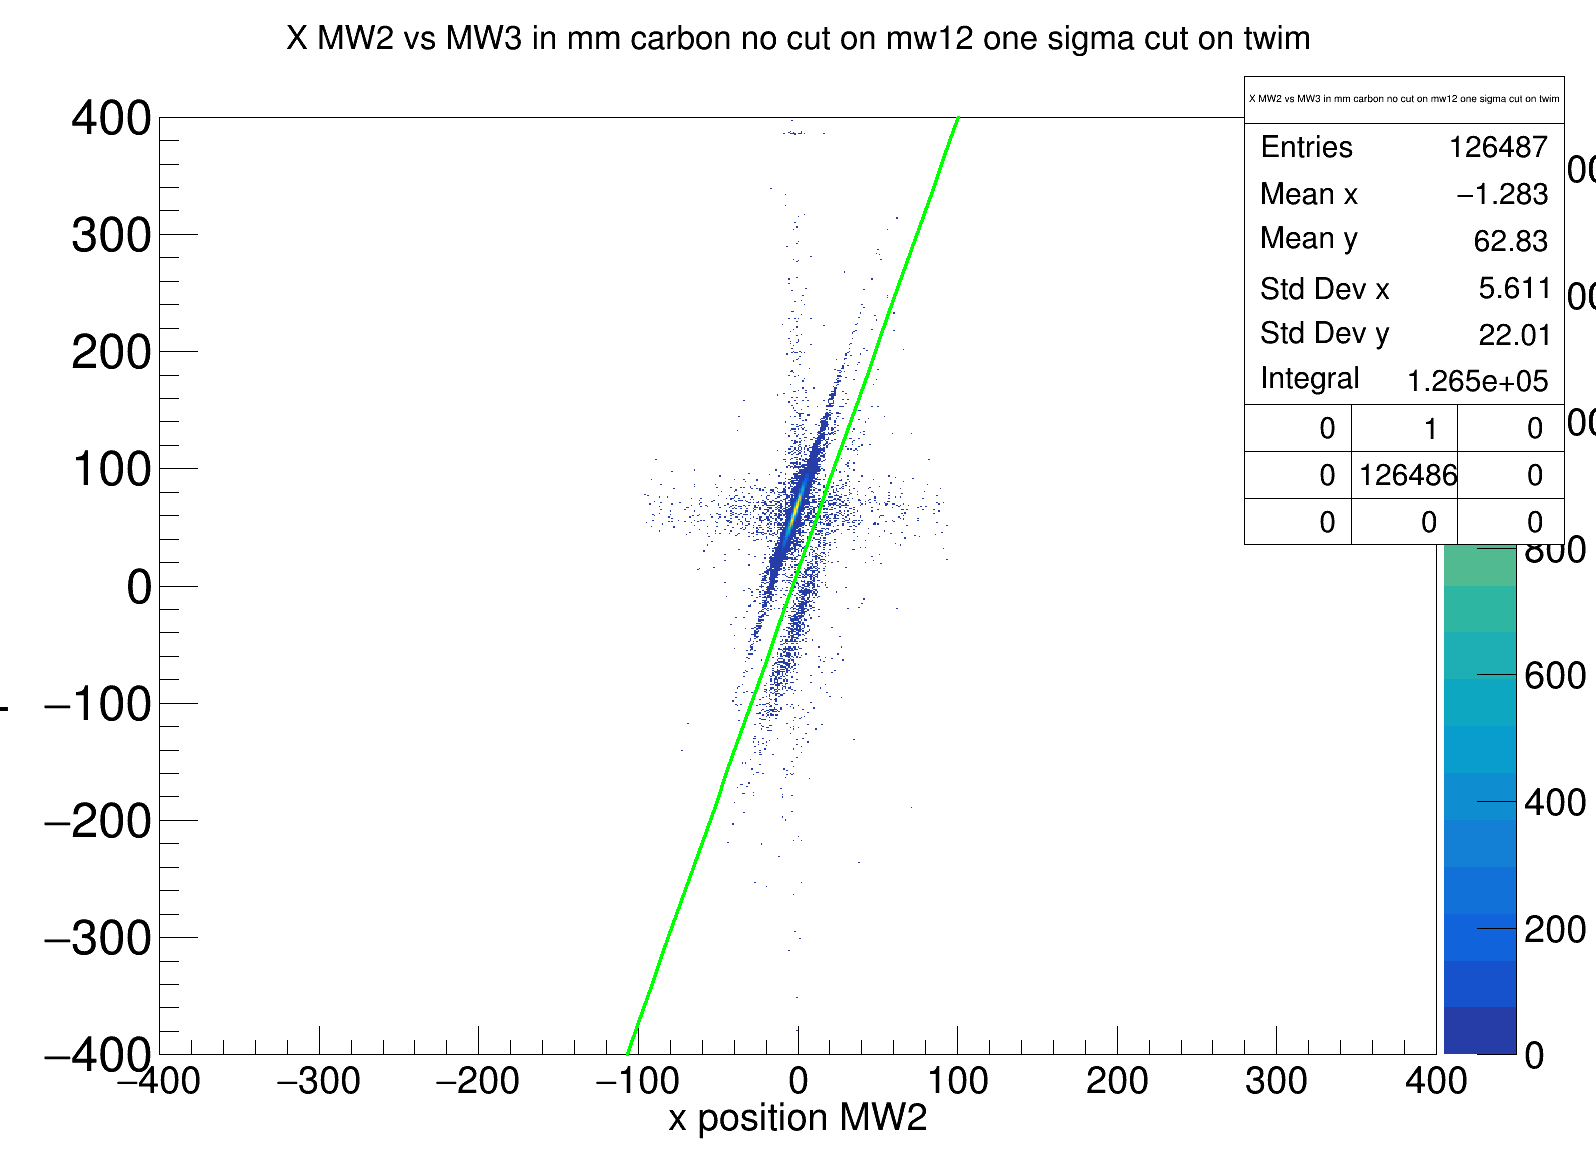 X MW2 vs MW3 in mm carbon no cut on mw12 one sigma cut on twim
X MW2 vs MW3 in mm carbon no cut on mw12 one sigma cut on twim
Entries 126487
Mean x −1.283
Mean y 62.83
Std Dev x 5.611
Std Dev y 22.01
Integral 1.265e+05
0 1 0
0 126486 0
0 0 0
400
300
200
100
0
−100
−200
−300
−400
−400 −300 −200 −100 0 100 200 300 400
x position MW2
800
600
400
200
0